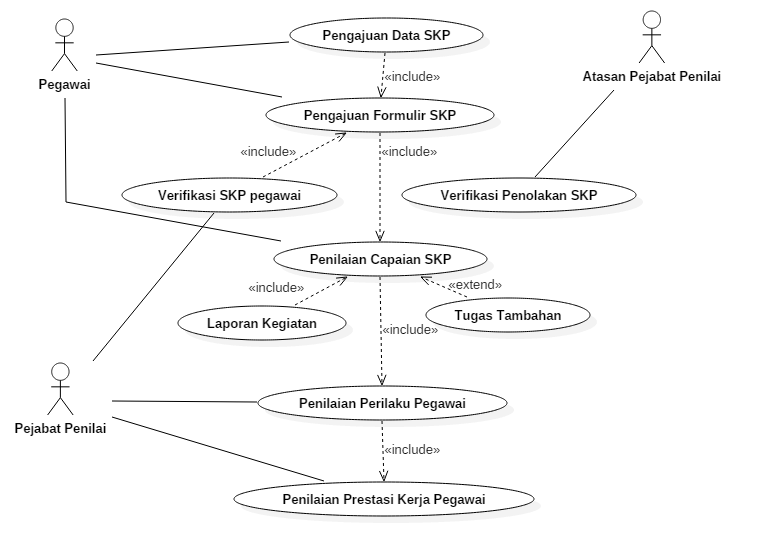 Pengajuan Data SKP
Pegawai
Atasan Pejabat Penilai
«include»
Pengajuan Formulir SKP
«include»
«include»
Verifikasi SKP pegawai
Verifikasi Penolakan SKP
Penilaian Capaian SKP
«include»
«extend»
Laporan Kegiatan
Tugas Tambahan
«include»
Penilaian Perilaku Pegawai
Pejabat Penilai
«include»
Penilaian Prestasi Kerja Pegawai